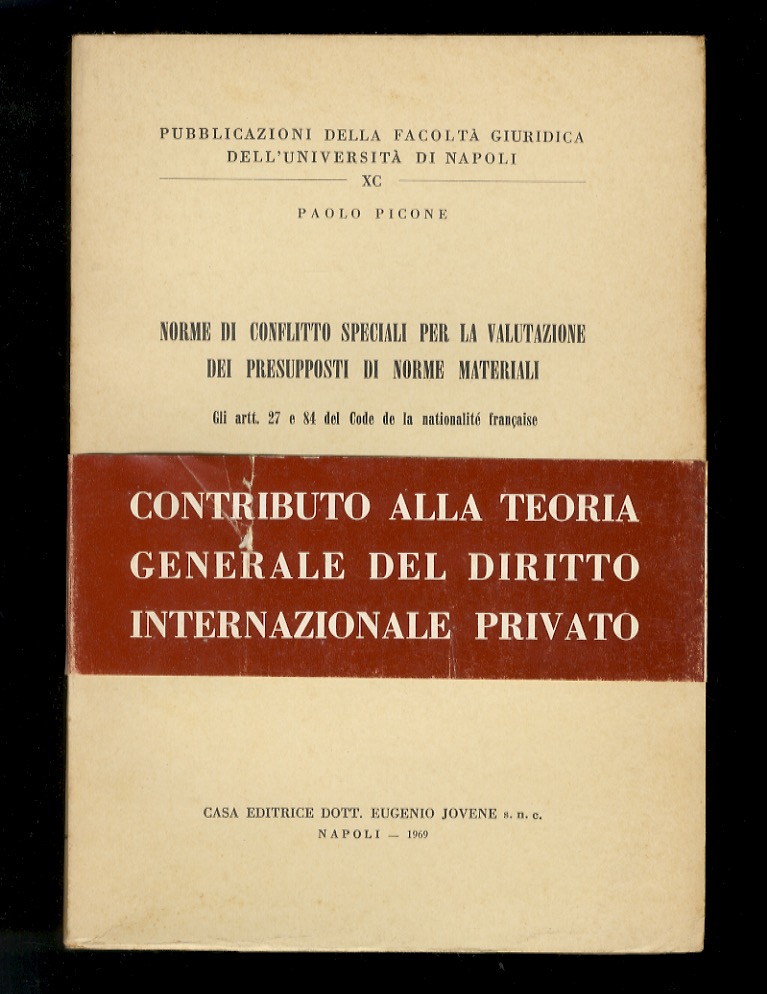 PUBBLICAZIONI DELLA FACOLTÀ GIURIDICA
DELL'UNIVERSITÀ DI NAPOLI
XC
PAOLO PICONE
NORME DI CONFLITTO SPECIALI PER LA VALUTAZIONE
DEI PRESUPPOSTI DI NORME MATERIALI
Gli artt. 27 e 84 del Code de la nationalité française
CONTRIBUTO ALLA TEORIA
GENERALE DEL DIRITTO
INTERNAZIONALE PRIVATO
CASA EDITRICE DOTT. EUGENIO JOVENE s. n. c.
NAPOLI — 1969